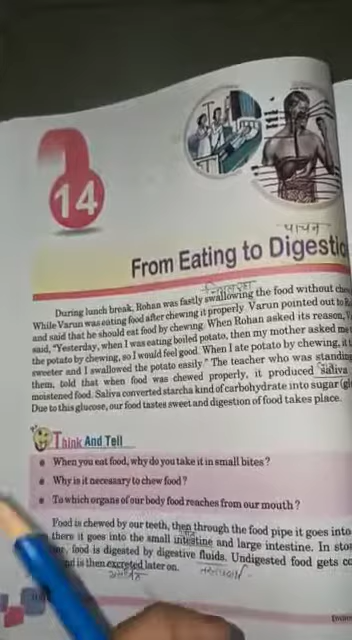 14
पाचन
From Eating to Digestio
During lunch break, Rohan was fastly swallowing the food without che
While Varun was eating food after chewing it properly. Varun pointed out to R
and said that he should eat food by chewing. When Rohan asked its reason, V
said, "Yesterday, when I was eating boiled potato, then my mother asked me
the potato by chewing, so I would feel good. When I ate potato by chewing, it t
sweeter and I swallowed the potato easily." The teacher who was standing
them, told that when food was chewed properly, it produced saliva
moistened food. Saliva converted starcha kind of carbohydrate into sugar (gl
Due to this glucose, our food tastes sweet and digestion of food takes place.
Think And Tell
When you eat food, why do you take it in small bites?
Why is it necessary to chew food?
To which organs of our body food reaches from our mouth?
Food is chewed by our teeth, then through the food pipe it goes into
there it goes into the small intestine and large intestine. In sto
food is digested by digestive fluids. Undigested food gets co
nd is then excreted later on.